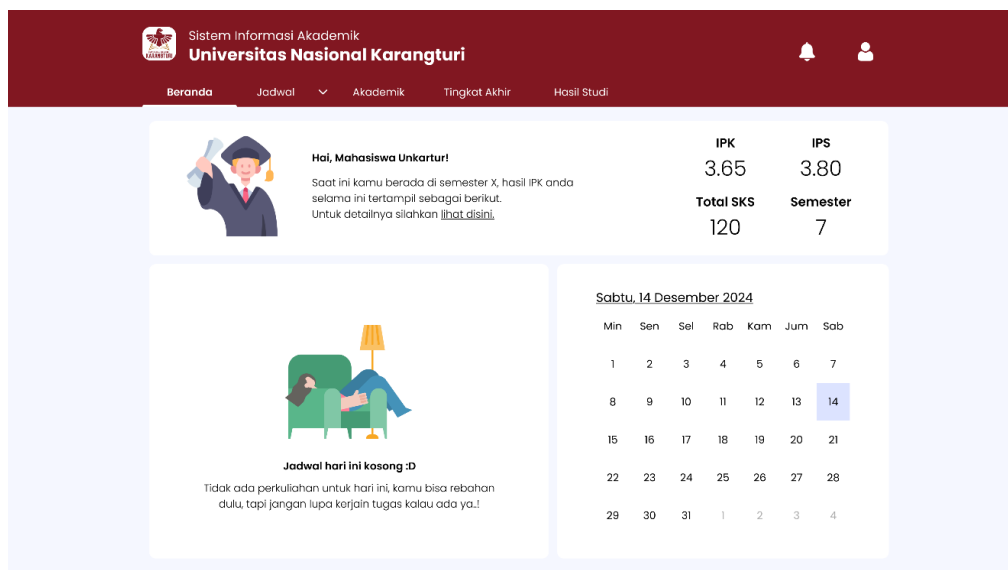 Sistem Informasi Akademik
Universitas Nasional Karangturi
KARANGTURI
Beranda Jadwal Akademik Tingkat Akhir Hasil Studi
Hai, Mahasiswa Unkartur!
Saat ini kamu berada di semester X, hasil IPK anda
selama ini tertampil sebagai berikut.
Untuk detailnya silahkan lihat disini.
IPK IPS
3.65 3.80
Total SKS Semester
120 7
Jadwal hari ini kosong :D
Tidak ada perkuliahan untuk hari ini, kamu bisa rebahan
dulu, tapi jangan lupa kerjain tugas kalau ada ya..!
Sabtu, 14 Desember 2024
Min Sen Sel Rab Kam Jum Sab
1 2 3 4 5 6 7
8 9 10 11 12 13 14
15 16 17 18 19 20 21
22 23 24 25 26 27 28
29 30 31 1 2 3 4